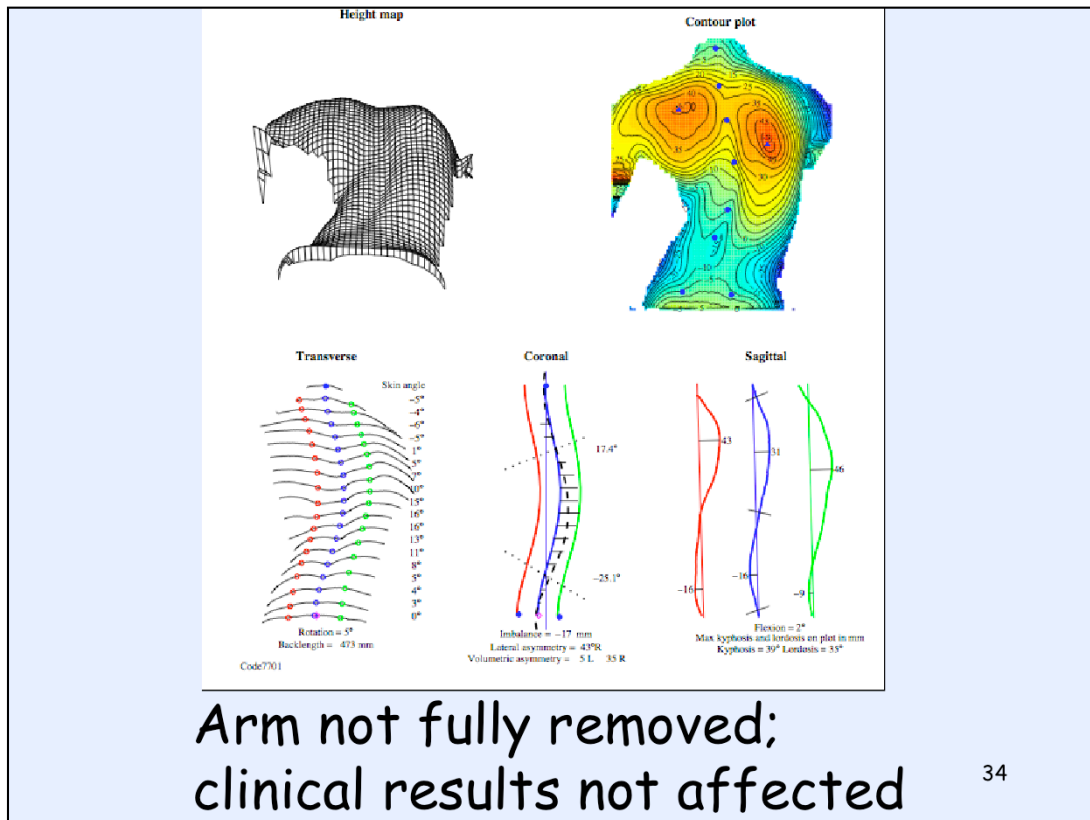 Height map
Contour plot
Transverse
Coronal
Sagittal
Skin angle
-5°
-4°
-6°
-5°
1°
5°
7°
10°
15°
16°
16°
13°
11°
8°
5°
4°
3°
0°
17.4°
-25.1°
43
31
46
-16
-16
-9
Rotation = 5°
Backlength = 473 mm
Imbalance = -17 mm
Lateral asymmetry = 43°R
Volumetric asymmetry = 5 L 35 R
Flexion = 2°
Max kyphosis and lordosis on plot in mm
Kyphosis = 39° Lordosis = 35°
Code7701
Arm not fully removed;
clinical results not affected
34